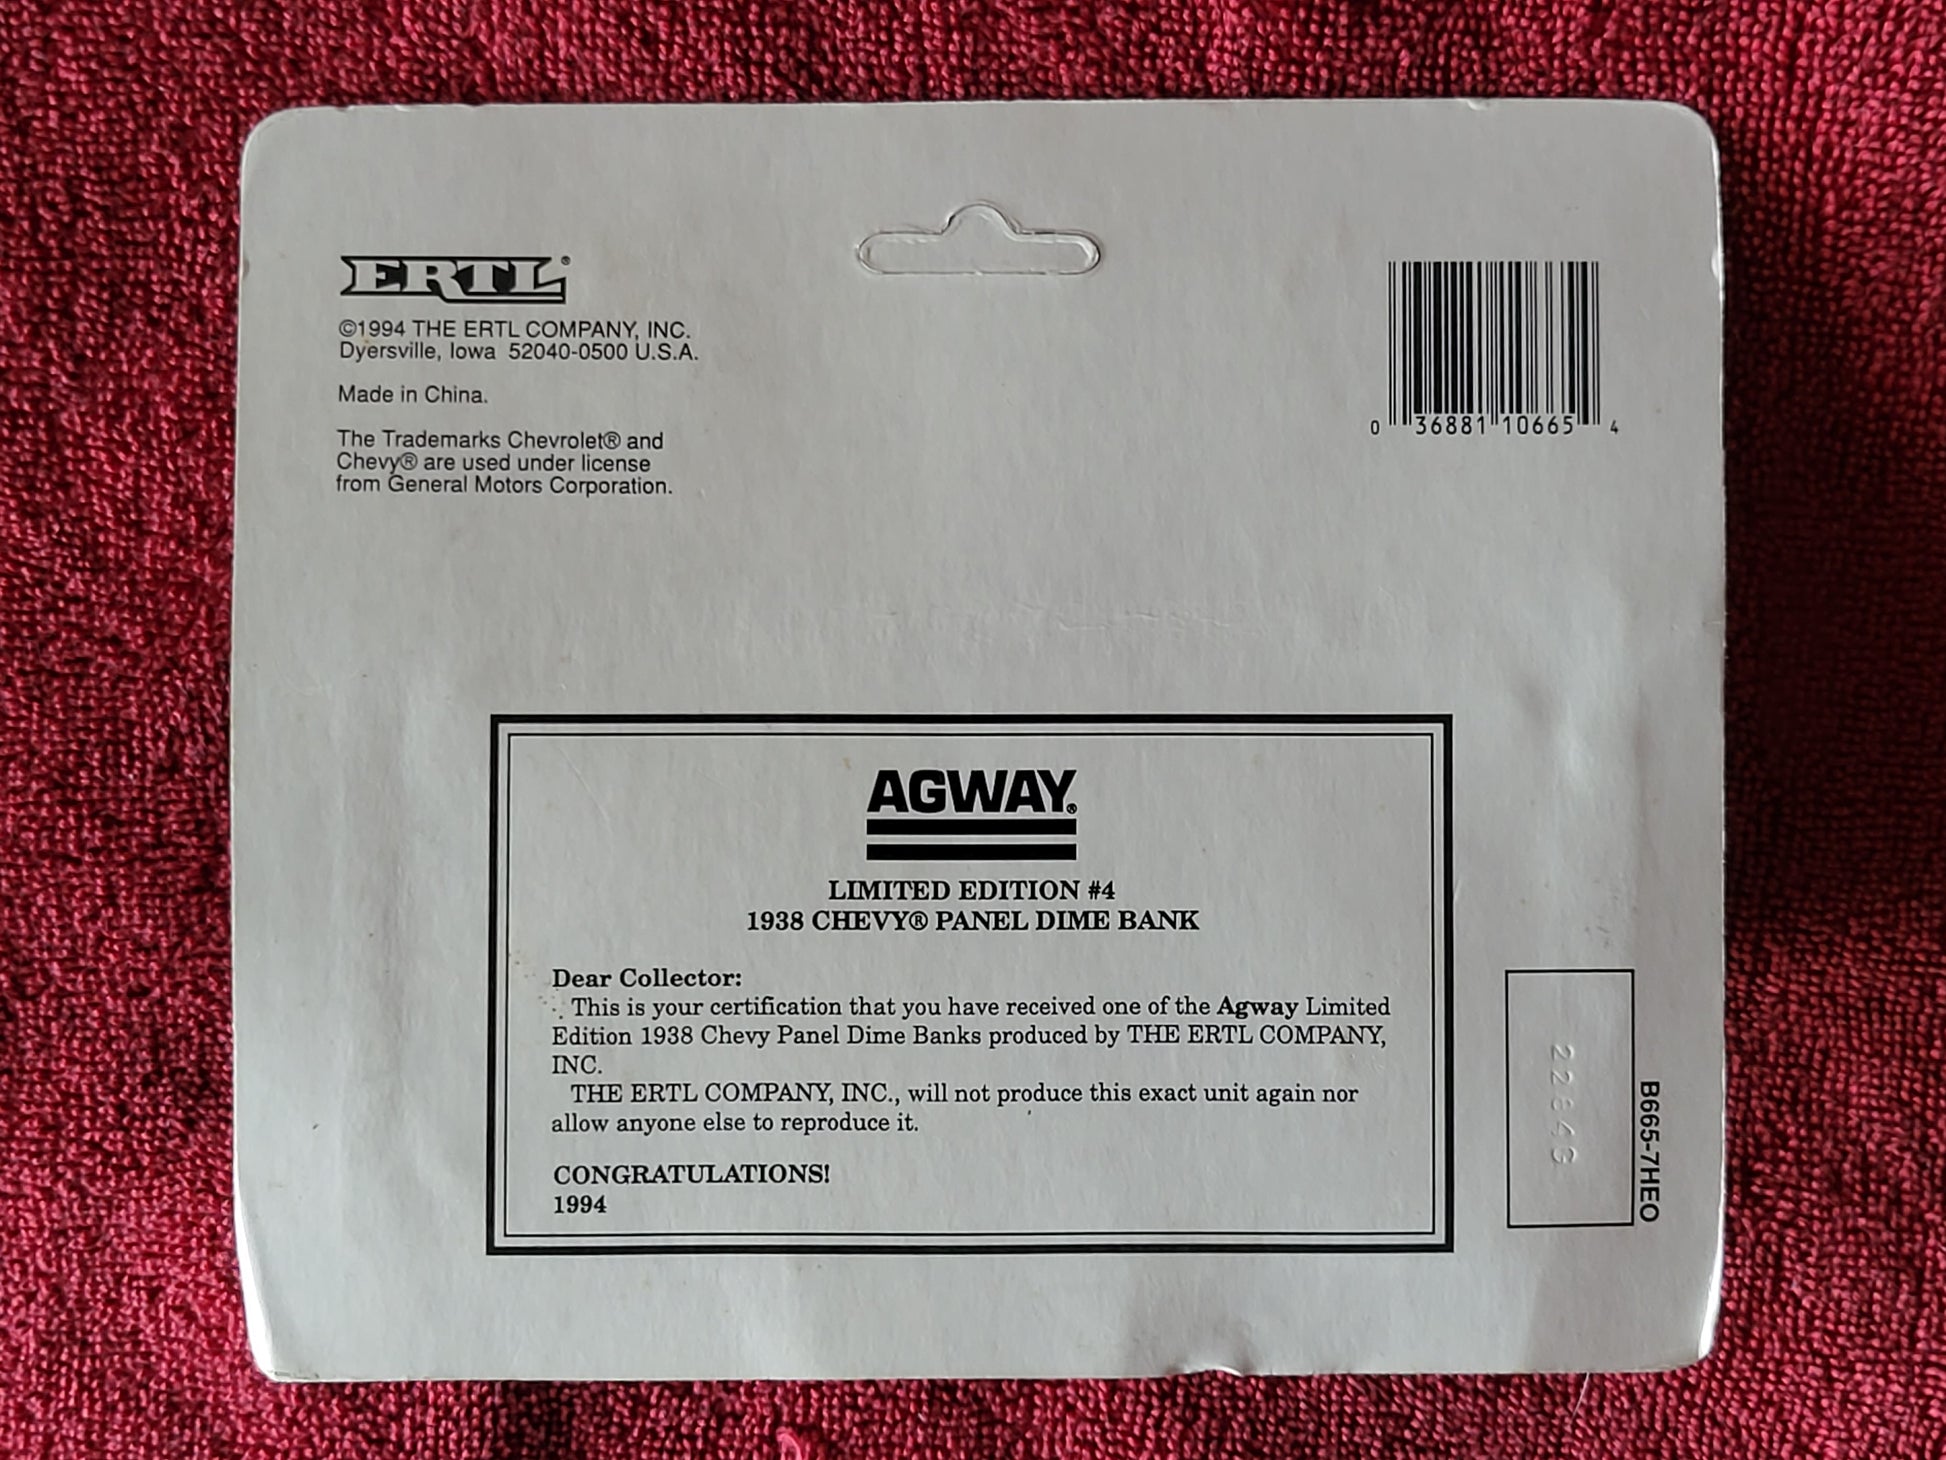 ERTL®
©1994 THE ERTL COMPANY, INC.
Dyersville, Iowa 52040-0500 U.S.A.
Made in China.
The Trademarks Chevrolet® and
Chevy® are used under license
from General Motors Corporation.
0 36881 10665 4
AGWAY®
LIMITED EDITION #4
1938 CHEVY® PANEL DIME BANK
Dear Collector:
This is your certification that you have received one of the Agway Limited
Edition 1938 Chevy Panel Dime Banks produced by THE ERTL COMPANY,
INC.
THE ERTL COMPANY, INC., will not produce this exact unit again nor
allow anyone else to reproduce it.
CONGRATULATIONS!
1994
B665-7HEO